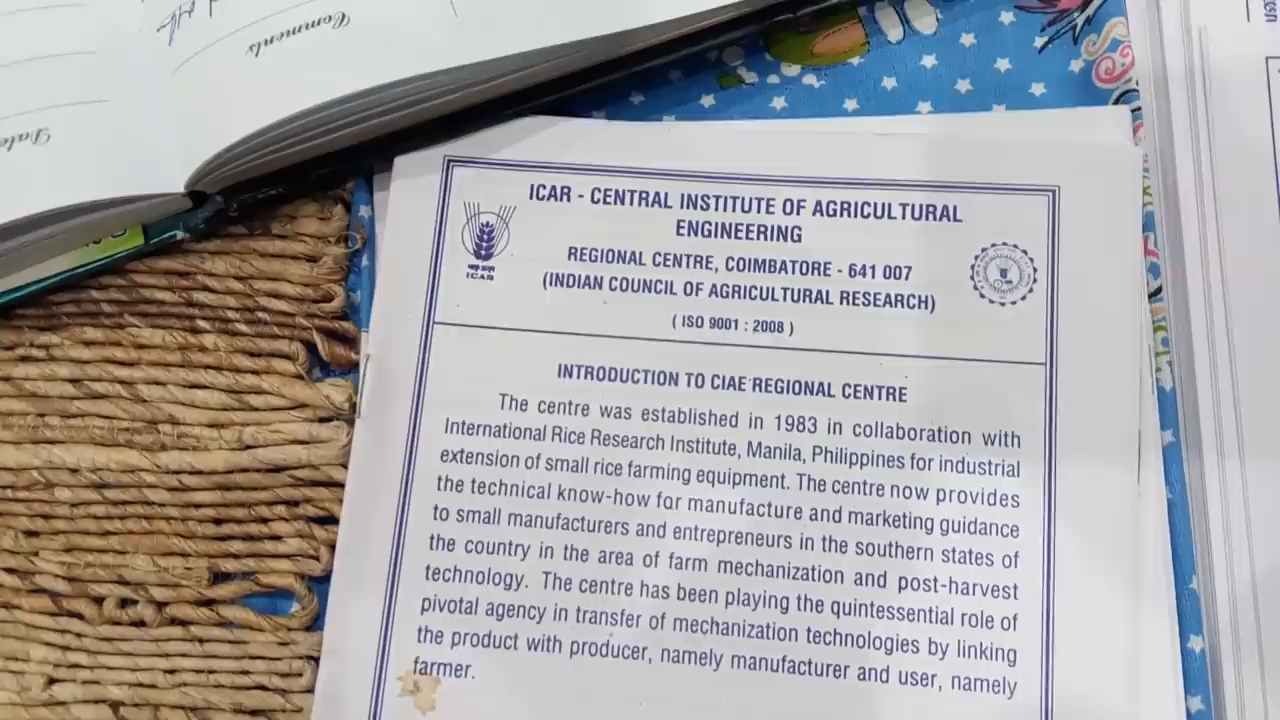 Comments
Date
ICAR - CENTRAL INSTITUTE OF AGRICULTURAL
ENGINEERING
REGIONAL CENTRE, COIMBATORE - 641 007
(INDIAN COUNCIL OF AGRICULTURAL RESEARCH)
( ISO 9001 : 2008 )
ICAR
INTRODUCTION TO CIAE REGIONAL CENTRE
The centre was established in 1983 in collaboration with
International Rice Research Institute, Manila, Philippines for industrial
extension of small rice farming equipment. The centre now provides
the technical know-how for manufacture and marketing guidance
to small manufacturers and entrepreneurs in the southern states of
the country in the area of farm mechanization and post-harvest
technology. The centre has been playing the quintessential role of
pivotal agency in transfer of mechanization technologies by linking
the product with producer, namely manufacturer and user, namely
farmer.